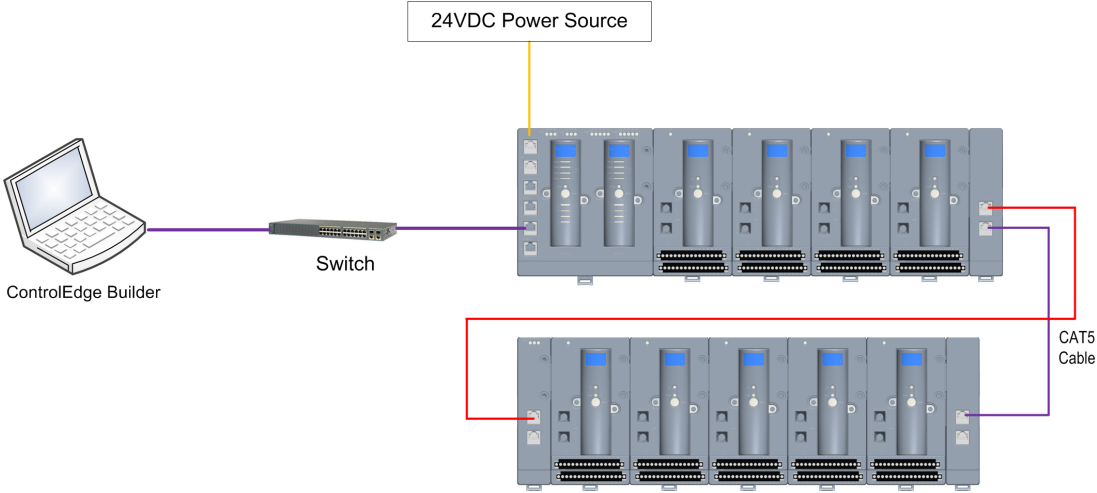 24VDC Power Source
Switch
ControlEdge Builder
CAT5
Cable